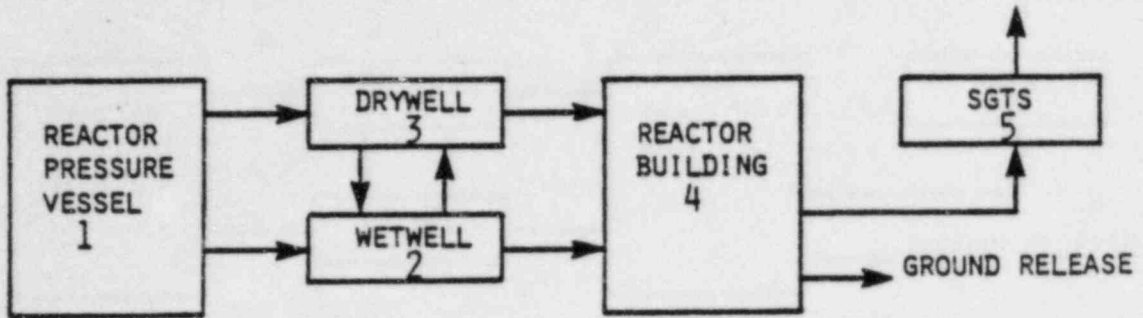 REACTOR
PRESSURE
VESSEL
1
DRYWELL
3
WETWELL
2
REACTOR
BUILDING
4
SGTS
5
GROUND RELEASE